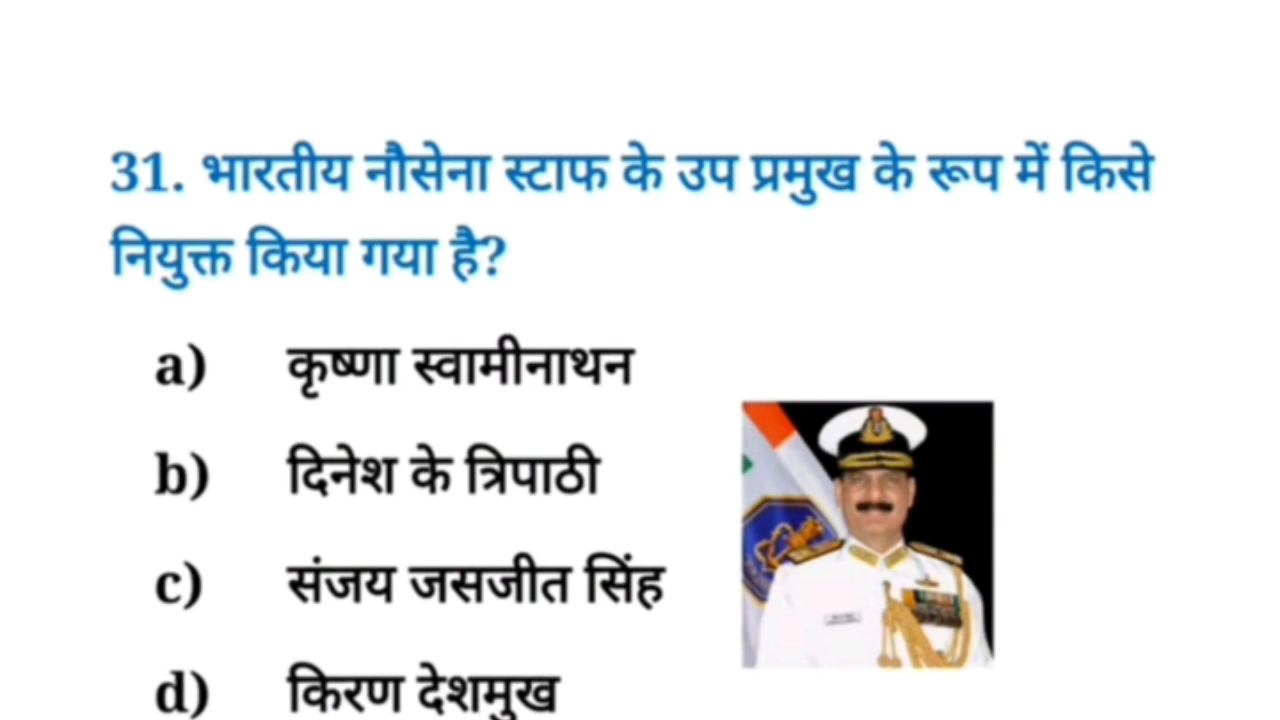 31. भारतीय नौसेना स्टाफ के उप प्रमुख के रूप में किसे
नियुक्त किया गया है?
a) कृष्णा स्वामीनाथन
b) दिनेश के त्रिपाठी
c) संजय जसजीत सिंह
d) किरण देशमुख